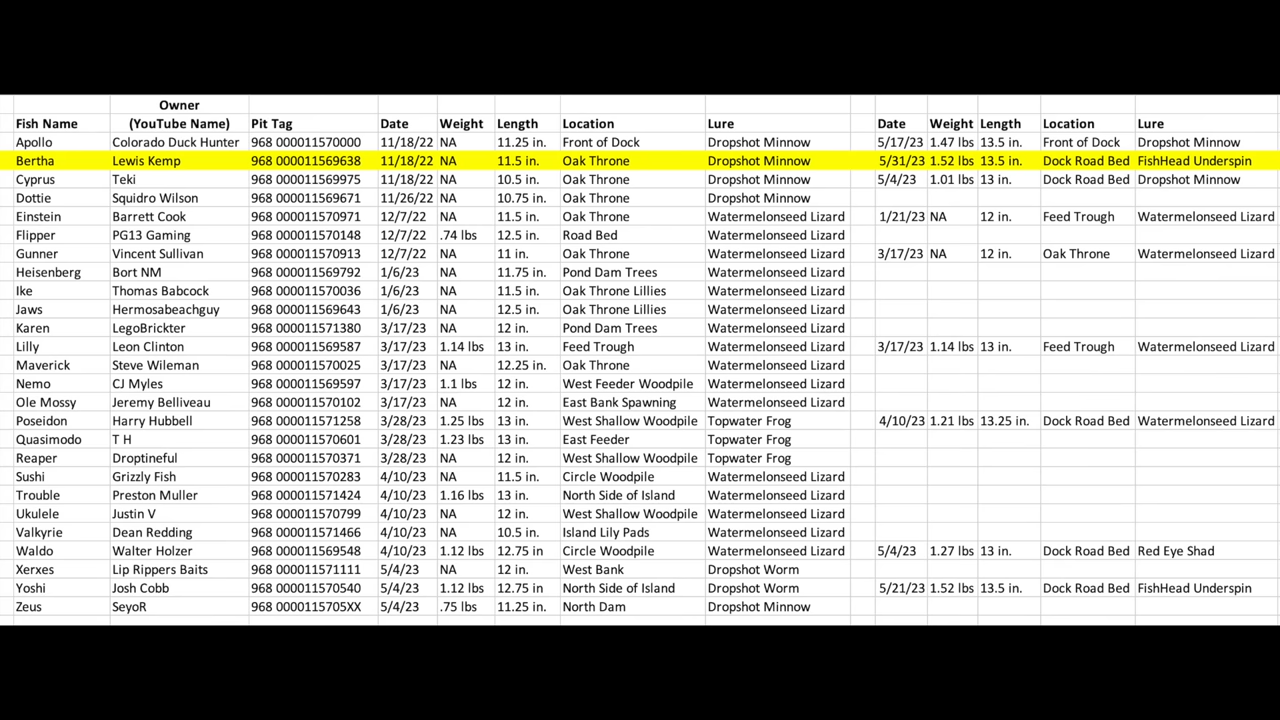 Owner
Fish Name (YouTube Name) Pit Tag Date Weight Length Location Lure Date Weight Length Location Lure
Apollo Colorado Duck Hunter 968 000011570000 11/18/22 NA 11.25 in. Front of Dock Dropshot Minnow 5/17/23 1.47 lbs 13.5 in. Front of Dock Dropshot Minnow
Bertha Lewis Kemp 968 000011569638 11/18/22 NA 11.5 in. Oak Throne Dropshot Minnow 5/31/23 1.52 lbs 13.5 in. Dock Road Bed FishHead Underspin
Cyprus Teki 968 000011569975 11/18/22 NA 10.5 in. Oak Throne Dropshot Minnow 5/4/23 1.01 lbs 13 in. Dock Road Bed Dropshot Minnow
Dottie Squidro Wilson 968 000011569671 11/26/22 NA 10.75 in. Oak Throne Dropshot Minnow
Einstein Barrett Cook 968 000011570971 12/7/22 NA 11.5 in. Oak Throne Watermelonseed Lizard 1/21/23 NA 12 in. Feed Trough Watermelonseed Lizard
Flipper PG13 Gaming 968 000011570148 12/7/22 .74 lbs 12.5 in. Road Bed Watermelonseed Lizard
Gunner Vincent Sullivan 968 000011570913 12/7/22 NA 11 in. Oak Throne Watermelonseed Lizard 3/17/23 NA 12 in. Oak Throne Watermelonseed Lizard
Heisenberg Bort NM 968 000011569792 1/6/23 NA 11.75 in. Pond Dam Trees Watermelonseed Lizard
Ike Thomas Babcock 968 000011570036 1/6/23 NA 11.5 in. Oak Throne Lillies Watermelonseed Lizard
Jaws Hermosabeachguy 968 000011569643 1/6/23 NA 12.5 in. Oak Throne Lillies Watermelonseed Lizard
Karen LegoBrickter 968 000011571380 3/17/23 NA 12 in. Pond Dam Trees Watermelonseed Lizard
Lilly Leon Clinton 968 000011569587 3/17/23 1.14 lbs 13 in. Feed Trough Watermelonseed Lizard 3/17/23 1.14 lbs 13 in. Feed Trough Watermelonseed Lizard
Maverick Steve Wileman 968 000011570025 3/17/23 NA 12.25 in. Oak Throne Watermelonseed Lizard
Nemo CJ Myles 968 000011569597 3/17/23 1.1 lbs 12 in. West Feeder Woodpile Watermelonseed Lizard
Ole Mossy Jeremy Belliveau 968 000011570102 3/17/23 NA 12 in. East Bank Spawning Watermelonseed Lizard
Poseidon Harry Hubbell 968 000011571258 3/28/23 1.25 lbs 13 in. West Shallow Woodpile Topwater Frog 4/10/23 1.21 lbs 13.25 in. Dock Road Bed Watermelonseed Lizard
Quasimodo T H 968 000011570601 3/28/23 1.23 lbs 13 in. East Feeder Topwater Frog
Reaper Droptineful 968 000011570371 3/28/23 NA 12 in. West Shallow Woodpile Topwater Frog
Sushi Grizzly Fish 968 000011570283 4/10/23 NA 11.5 in. Circle Woodpile Watermelonseed Lizard
Trouble Preston Muller 968 000011571424 4/10/23 1.16 lbs 13 in. North Side of Island Watermelonseed Lizard
Ukulele Justin V 968 000011570799 4/10/23 NA 12 in. West Shallow Woodpile Watermelonseed Lizard
Valkyrie Dean Redding 968 000011571466 4/10/23 NA 10.5 in. Island Lily Pads Watermelonseed Lizard
Waldo Walter Holzer 968 000011569548 4/10/23 1.12 lbs 12.75 in Circle Woodpile Watermelonseed Lizard 5/4/23 1.27 lbs 13 in. Dock Road Bed Red Eye Shad
Xerxes Lip Rippers Baits 968 000011571111 5/4/23 NA 12 in. West Bank Dropshot Worm
Yoshi Josh Cobb 968 000011570540 5/4/23 1.12 lbs 12.75 in North Side of Island Dropshot Worm 5/21/23 1.52 lbs 13.5 in. Dock Road Bed FishHead Underspin
Zeus SeyoR 968 0000115705XX 5/4/23 .75 lbs 11.25 in. North Dam Dropshot Minnow